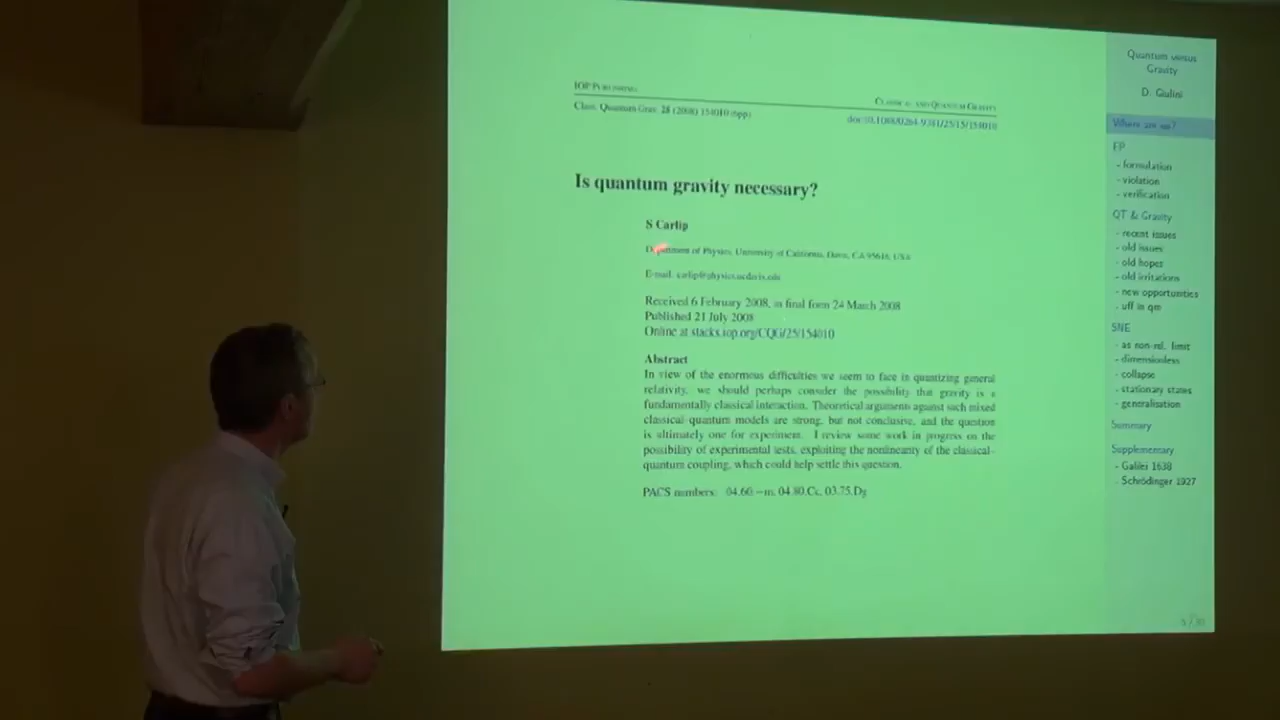 IOP PUBLISHING
CLASSICAL AND QUANTUM GRAVITY
Class. Quantum Grav. 25 (2008) 154010 (6pp)
doi:10.1088/0264-9381/25/15/154010
Is quantum gravity necessary?
S Carlip
Department of Physics, University of California, Davis, CA 95616, USA
E-mail: carlip@physics.ucdavis.edu
Received 6 February 2008, in final form 24 March 2008
Published 21 July 2008
Online at stacks.iop.org/CQG/25/154010
Abstract
In view of the enormous difficulties we seem to face in quantizing general
relativity, we should perhaps consider the possibility that gravity is a
fundamentally classical interaction. Theoretical arguments against such mixed
classical-quantum models are strong, but not conclusive, and the question
is ultimately one for experiment. I review some work in progress on the
possibility of experimental tests, exploiting the nonlinearity of the classical-
quantum coupling, which could help settle this question.
PACS numbers: 04.60.−m, 04.80.Cc, 03.75.Dg
Quantum versus
Gravity
D. Giulini
Where are we?
EP
- formulation
- violation
- verification
QT & Gravity
- recent issues
- old issues
- old hopes
- old irritations
- new opportunities
- uff in qm
SNE
- as non-rel. limit
- dimensionless
- collapse
- stationary states
- generalisation
Summary
Supplementary
- Galilei 1638
- Schrödinger 1927